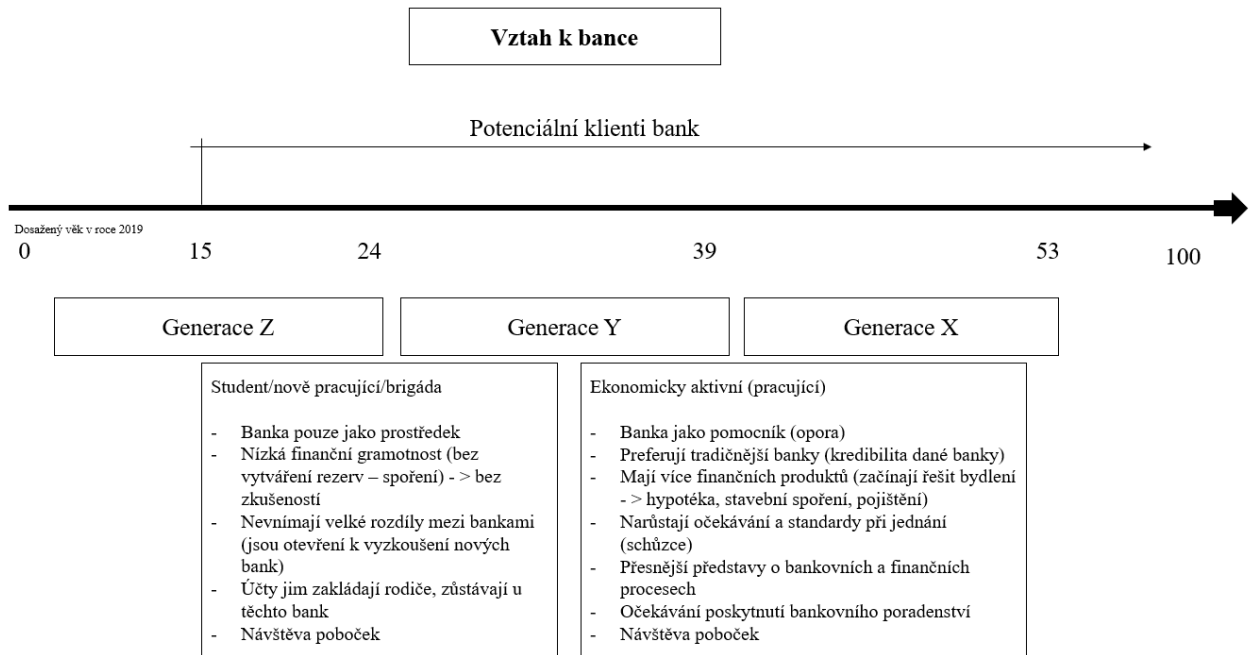 Vztah k bance
Potenciální klienti bank
Dosažený věk v roce 2019
0 15 24 39 53 100
Generace Z Generace Y Generace X
Student/nově pracující/brigáda
- Banka pouze jako prostředek
- Nízká finanční gramotnost (bez
vytváření rezerv – spoření) - > bez
zkušeností
- Nevnímají velké rozdíly mezi bankami
(jsou otevření k vyzkoušení nových
bank)
- Účty jim zakládají rodiče, zůstávají u
těchto bank
- Návštěva poboček
Ekonomicky aktivní (pracující)
- Banka jako pomocník (opora)
- Preferují tradičnější banky (kredibilita dané banky)
- Mají více finančních produktů (začínají řešit bydlení
- > hypotéka, stavební spoření, pojištění)
- Narůstají očekávání a standardy při jednání
(schůzce)
- Přesnější představy o bankovních a finančních
procesech
- Očekávání poskytnutí bankovního poradenství
- Návštěva poboček